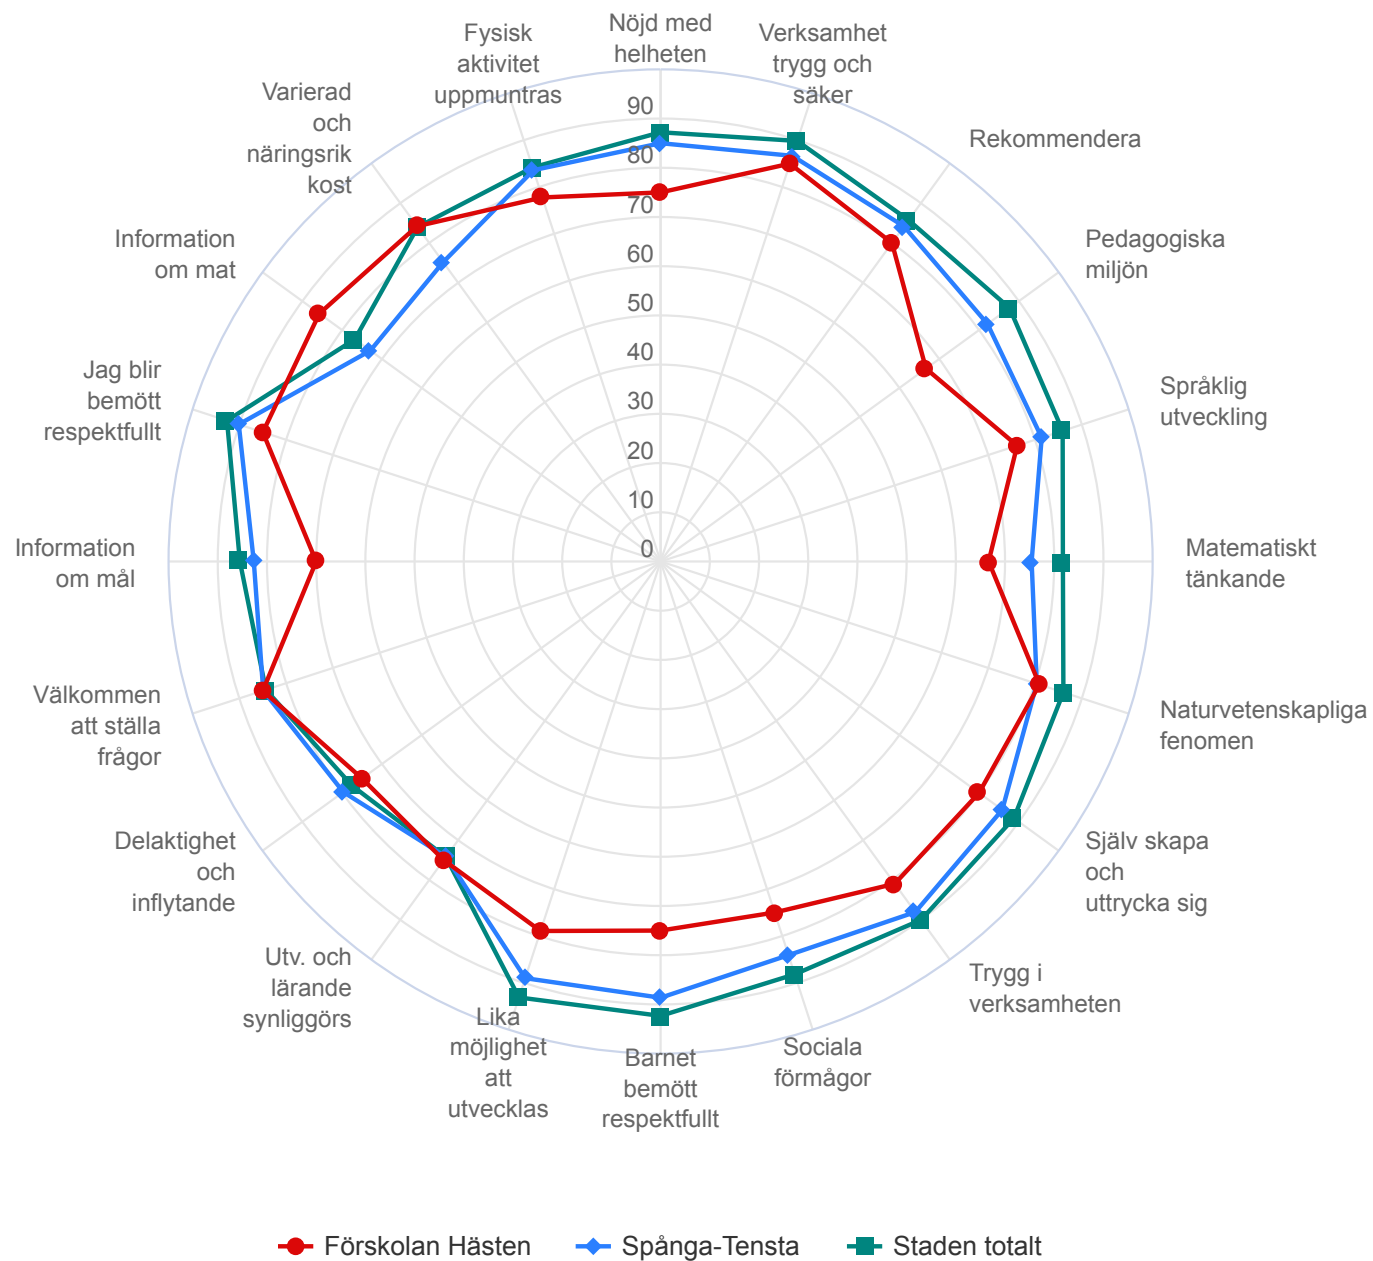 Nöjd med
helheten
Verksamhet
trygg och
säker
Rekommendera
Pedagogiska
miljön
Språklig
utveckling
Matematiskt
tänkande
Naturvetenskapliga
fenomen
Själv skapa
och
uttrycka sig
Trygg i
verksamheten
Sociala
förmågor
Barnet
bemött
respektfullt
Lika
möjlighet
att
utvecklas
Utv. och
lärande
synliggörs
Delaktighet
och
inflytande
Välkommen
att ställa
frågor
Information
om mål
Jag blir
bemött
respektfullt
Information
om mat
Varierad
och
näringsrik
kost
Fysisk
aktivitet
uppmuntras
90
80
70
60
50
40
30
20
10
0
Förskolan Hästen
Spånga-Tensta
Staden totalt